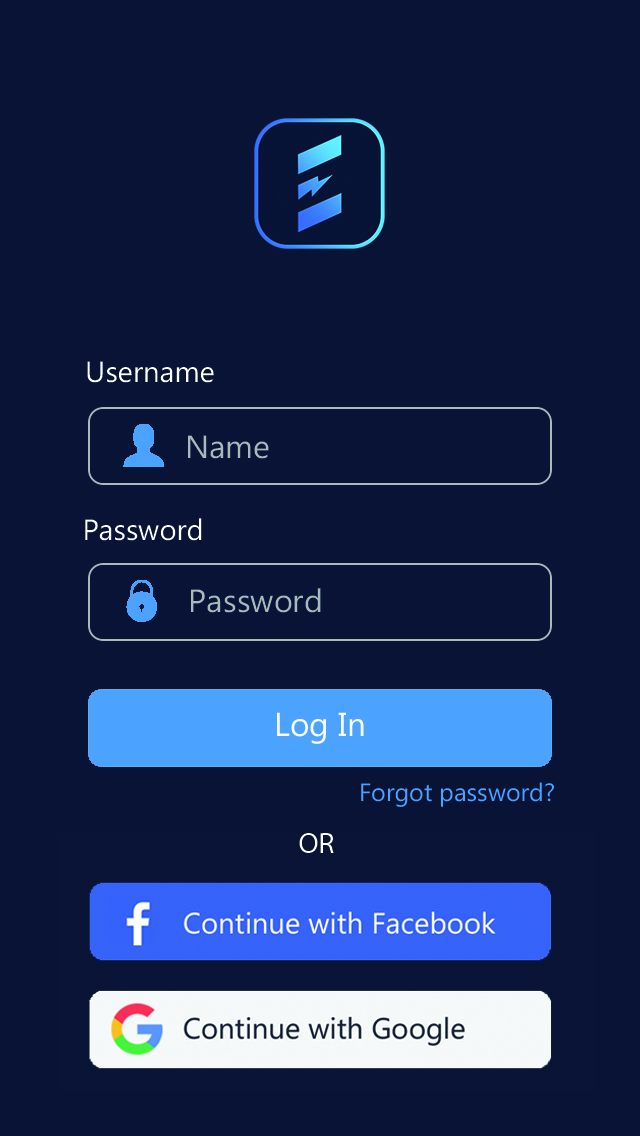 Username
Name
Password
Password
Log In
Forgot password?
OR
Continue with Facebook
Continue with Google